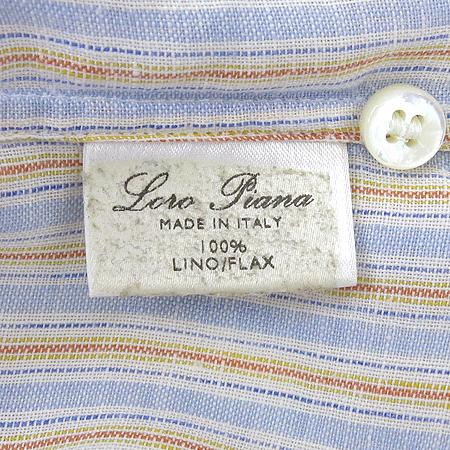 Loro Piana
MADE IN ITALY
100%
LINO/FLAX